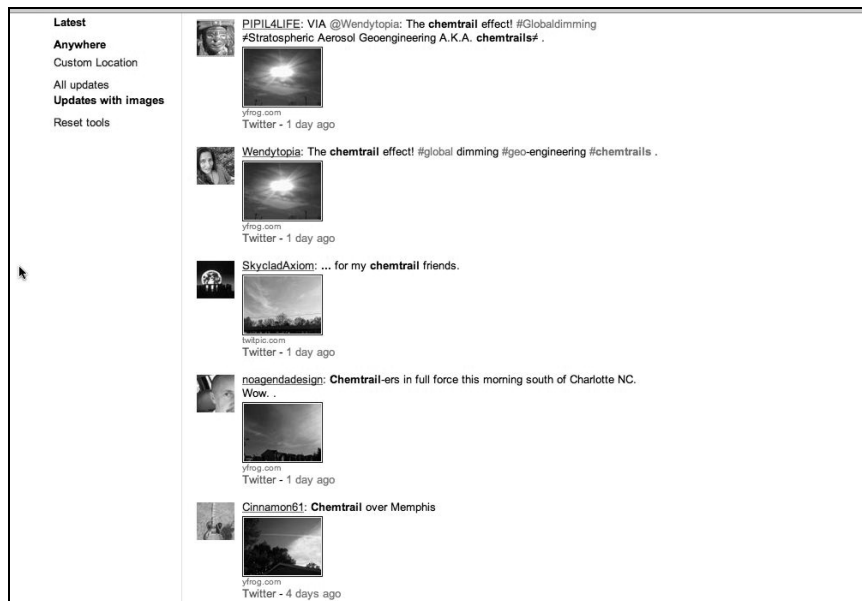 Latest
Anywhere
Custom Location
All updates
Updates with images
Reset tools
PIPIL4LIFE: VIA @Wendytopia: The chemtrail effect! #Globaldimming
≠Stratospheric Aerosol Geoengineering A.K.A. chemtrails≠ .
yfrog.com
Twitter - 1 day ago
Wendytopia: The chemtrail effect! #global dimming #geo-engineering #chemtrails .
yfrog.com
Twitter - 1 day ago
SkycladAxiom: ... for my chemtrail friends.
twitpic.com
Twitter - 1 day ago
noagendadesign: Chemtrail-ers in full force this morning south of Charlotte NC.
Wow. .
yfrog.com
Twitter - 1 day ago
Cinnamon61: Chemtrail over Memphis
yfrog.com
Twitter - 4 days ago